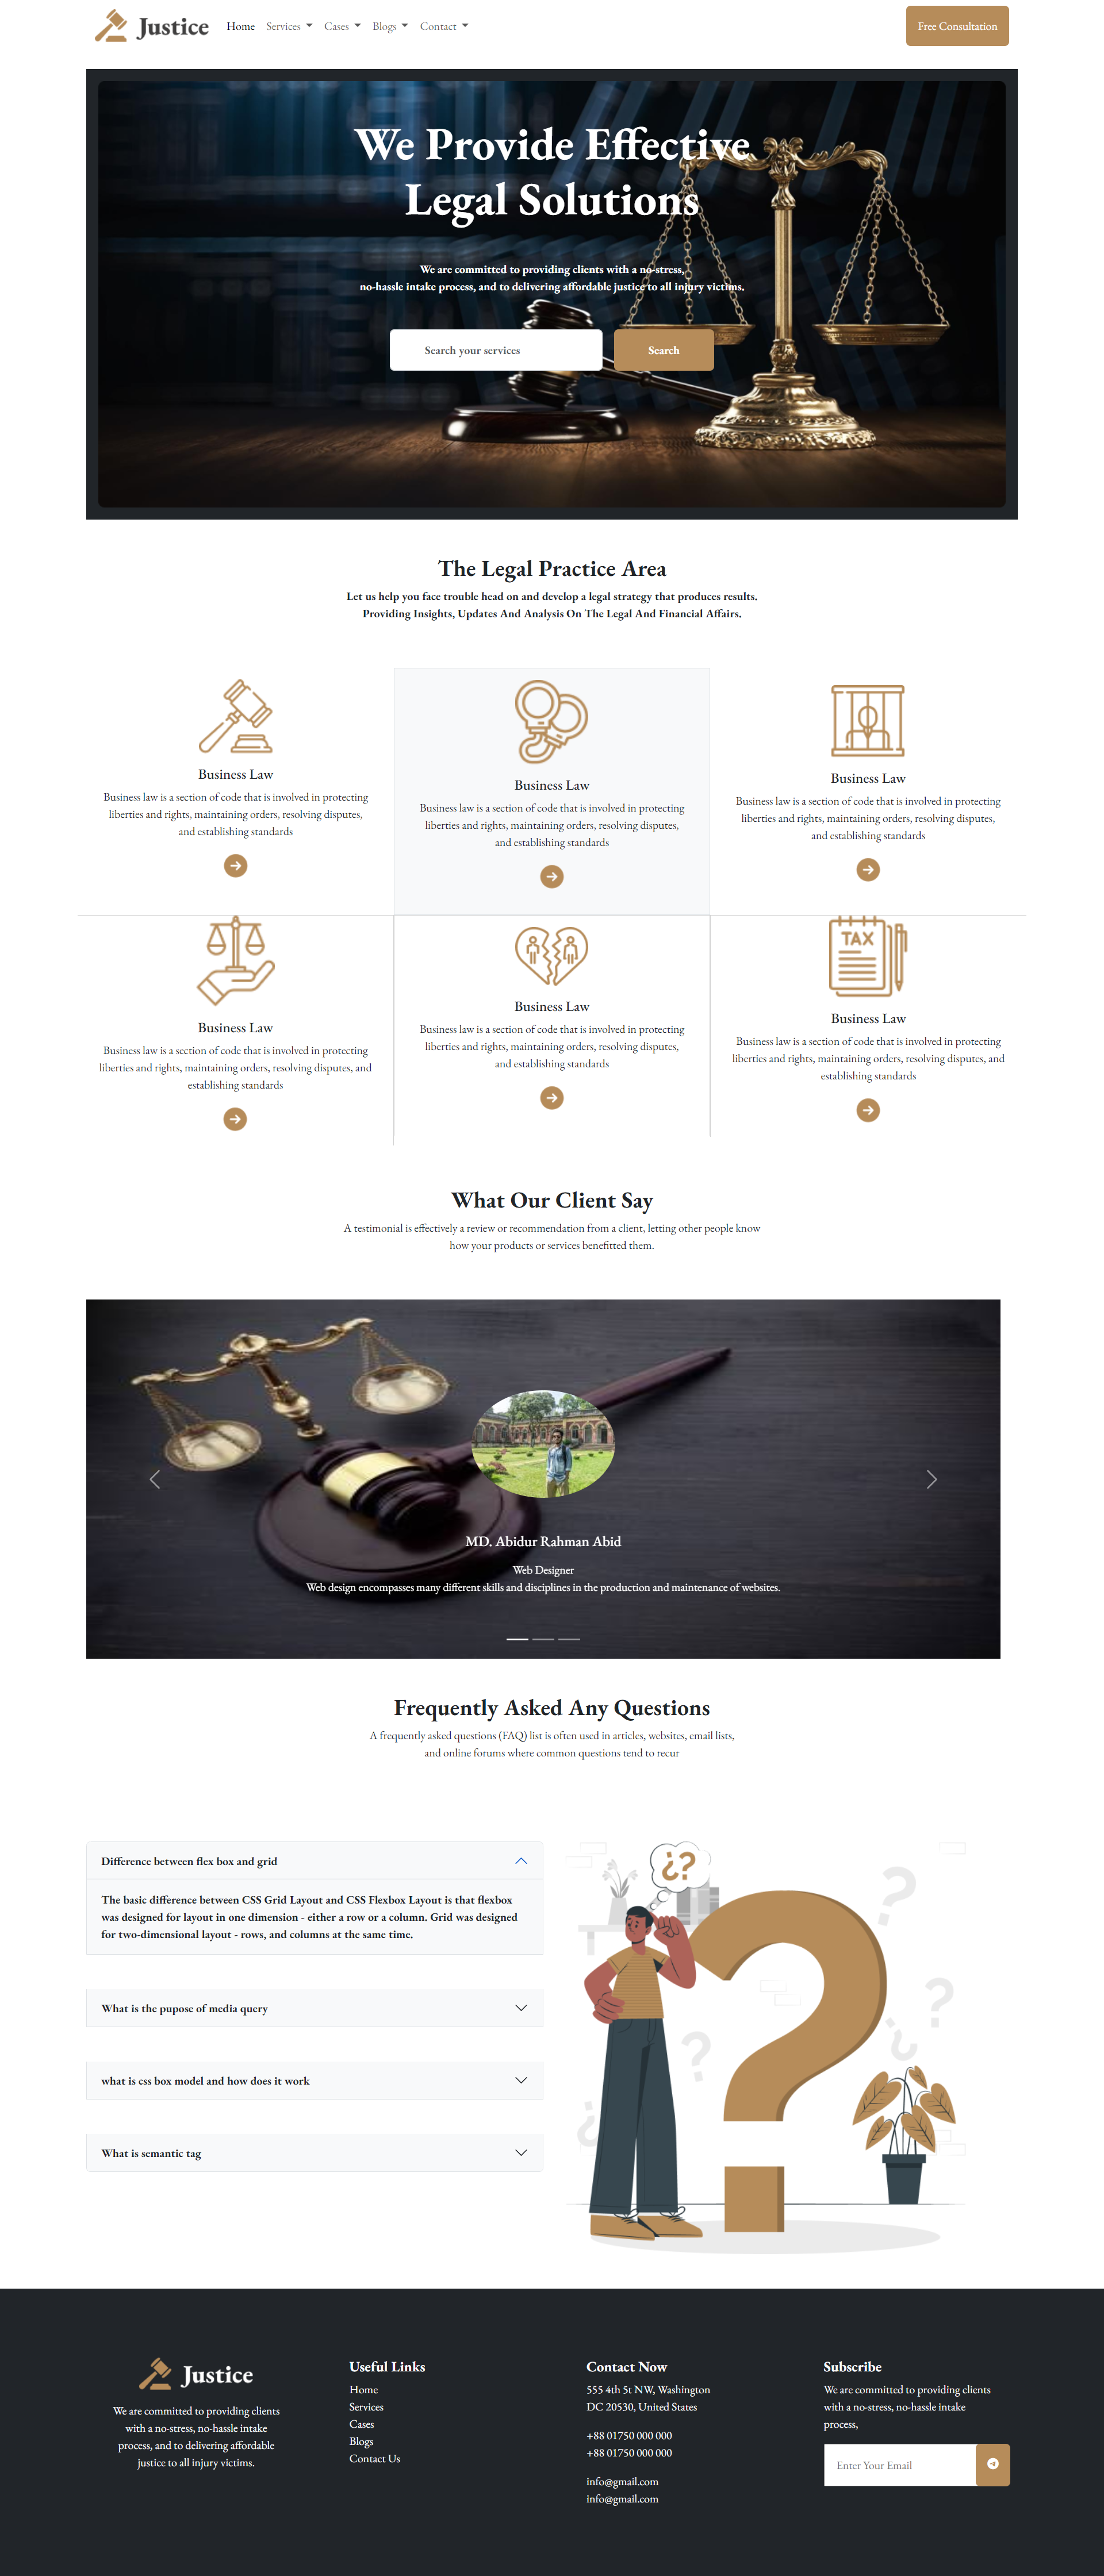 Justice
Home Services Cases Blogs Contact
Free Consultation
We Provide Effective
Legal Solutions
We are committed to providing clients with a no-stress,
no-hassle intake process, and to delivering affordable justice to all injury victims.
Search your services
Search
The Legal Practice Area
Let us help you face trouble head on and develop a legal strategy that produces results.
Providing Insights, Updates And Analysis On The Legal And Financial Affairs.
Business Law
Business law is a section of code that is involved in protecting
liberties and rights, maintaining orders, resolving disputes,
and establishing standards
Business Law
Business law is a section of code that is involved in protecting
liberties and rights, maintaining orders, resolving disputes,
and establishing standards
Business Law
Business law is a section of code that is involved in protecting
liberties and rights, maintaining orders, resolving disputes,
and establishing standards
Business Law
Business law is a section of code that is involved in protecting
liberties and rights, maintaining orders, resolving disputes, and
establishing standards
Business Law
Business law is a section of code that is involved in protecting
liberties and rights, maintaining orders, resolving disputes,
and establishing standards
TAX
Business Law
Business law is a section of code that is involved in protecting
liberties and rights, maintaining orders, resolving disputes, and
establishing standards
What Our Client Say
A testimonial is effectively a review or recommendation from a client, letting other people know
how your products or services benefitted them.
MD. Abidur Rahman Abid
Web Designer
Web design encompasses many different skills and disciplines in the production and maintenance of websites.
Frequently Asked Any Questions
A frequently asked questions (FAQ) list is often used in articles, websites, email lists,
and online forums where common questions tend to recur
Difference between flex box and grid
The basic difference between CSS Grid Layout and CSS Flexbox Layout is that flexbox
was designed for layout in one dimension - either a row or a column. Grid was designed
for two-dimensional layout - rows, and columns at the same time.
What is the pupose of media query
what is css box model and how does it work
What is semantic tag
¿?
?
Justice
We are committed to providing clients
with a no-stress, no-hassle intake
process, and to delivering affordable
justice to all injury victims.
Useful Links
Home
Services
Cases
Blogs
Contact Us
Contact Now
555 4th 5t NW, Washington
DC 20530, United States
+88 01750 000 000
+88 01750 000 000
info@gmail.com
info@gmail.com
Subscribe
We are committed to providing clients
with a no-stress, no-hassle intake
process,
Enter Your Email